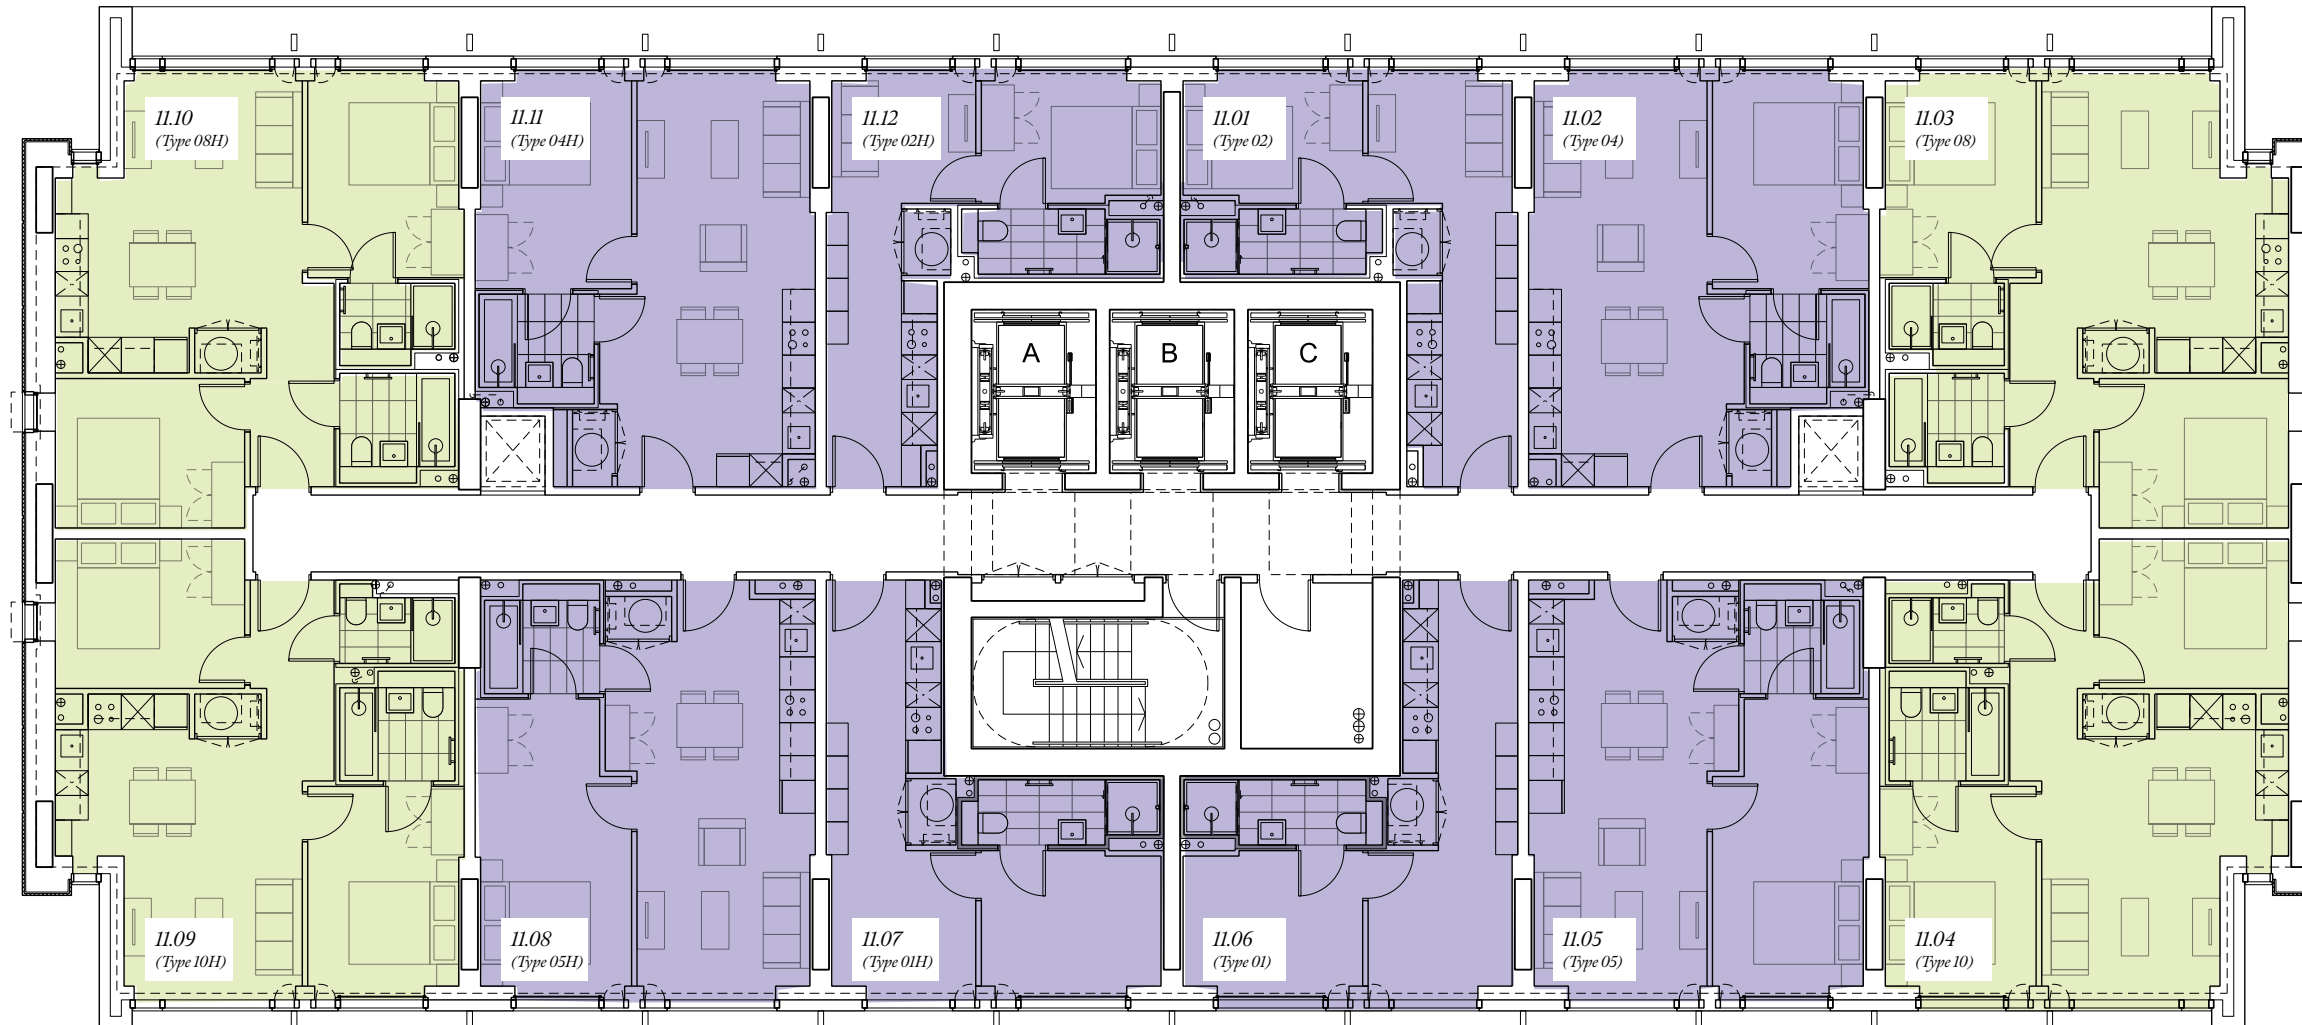 11.10
(Type 08H)
11.11
(Type 04H)
11.12
(Type 02H)
11.01
(Type 02)
11.02
(Type 04)
11.03
(Type 08)
A
B
C
11.09
(Type 10H)
11.08
(Type 05H)
11.07
(Type 01H)
11.06
(Type 01)
11.05
(Type 05)
11.04
(Type 10)